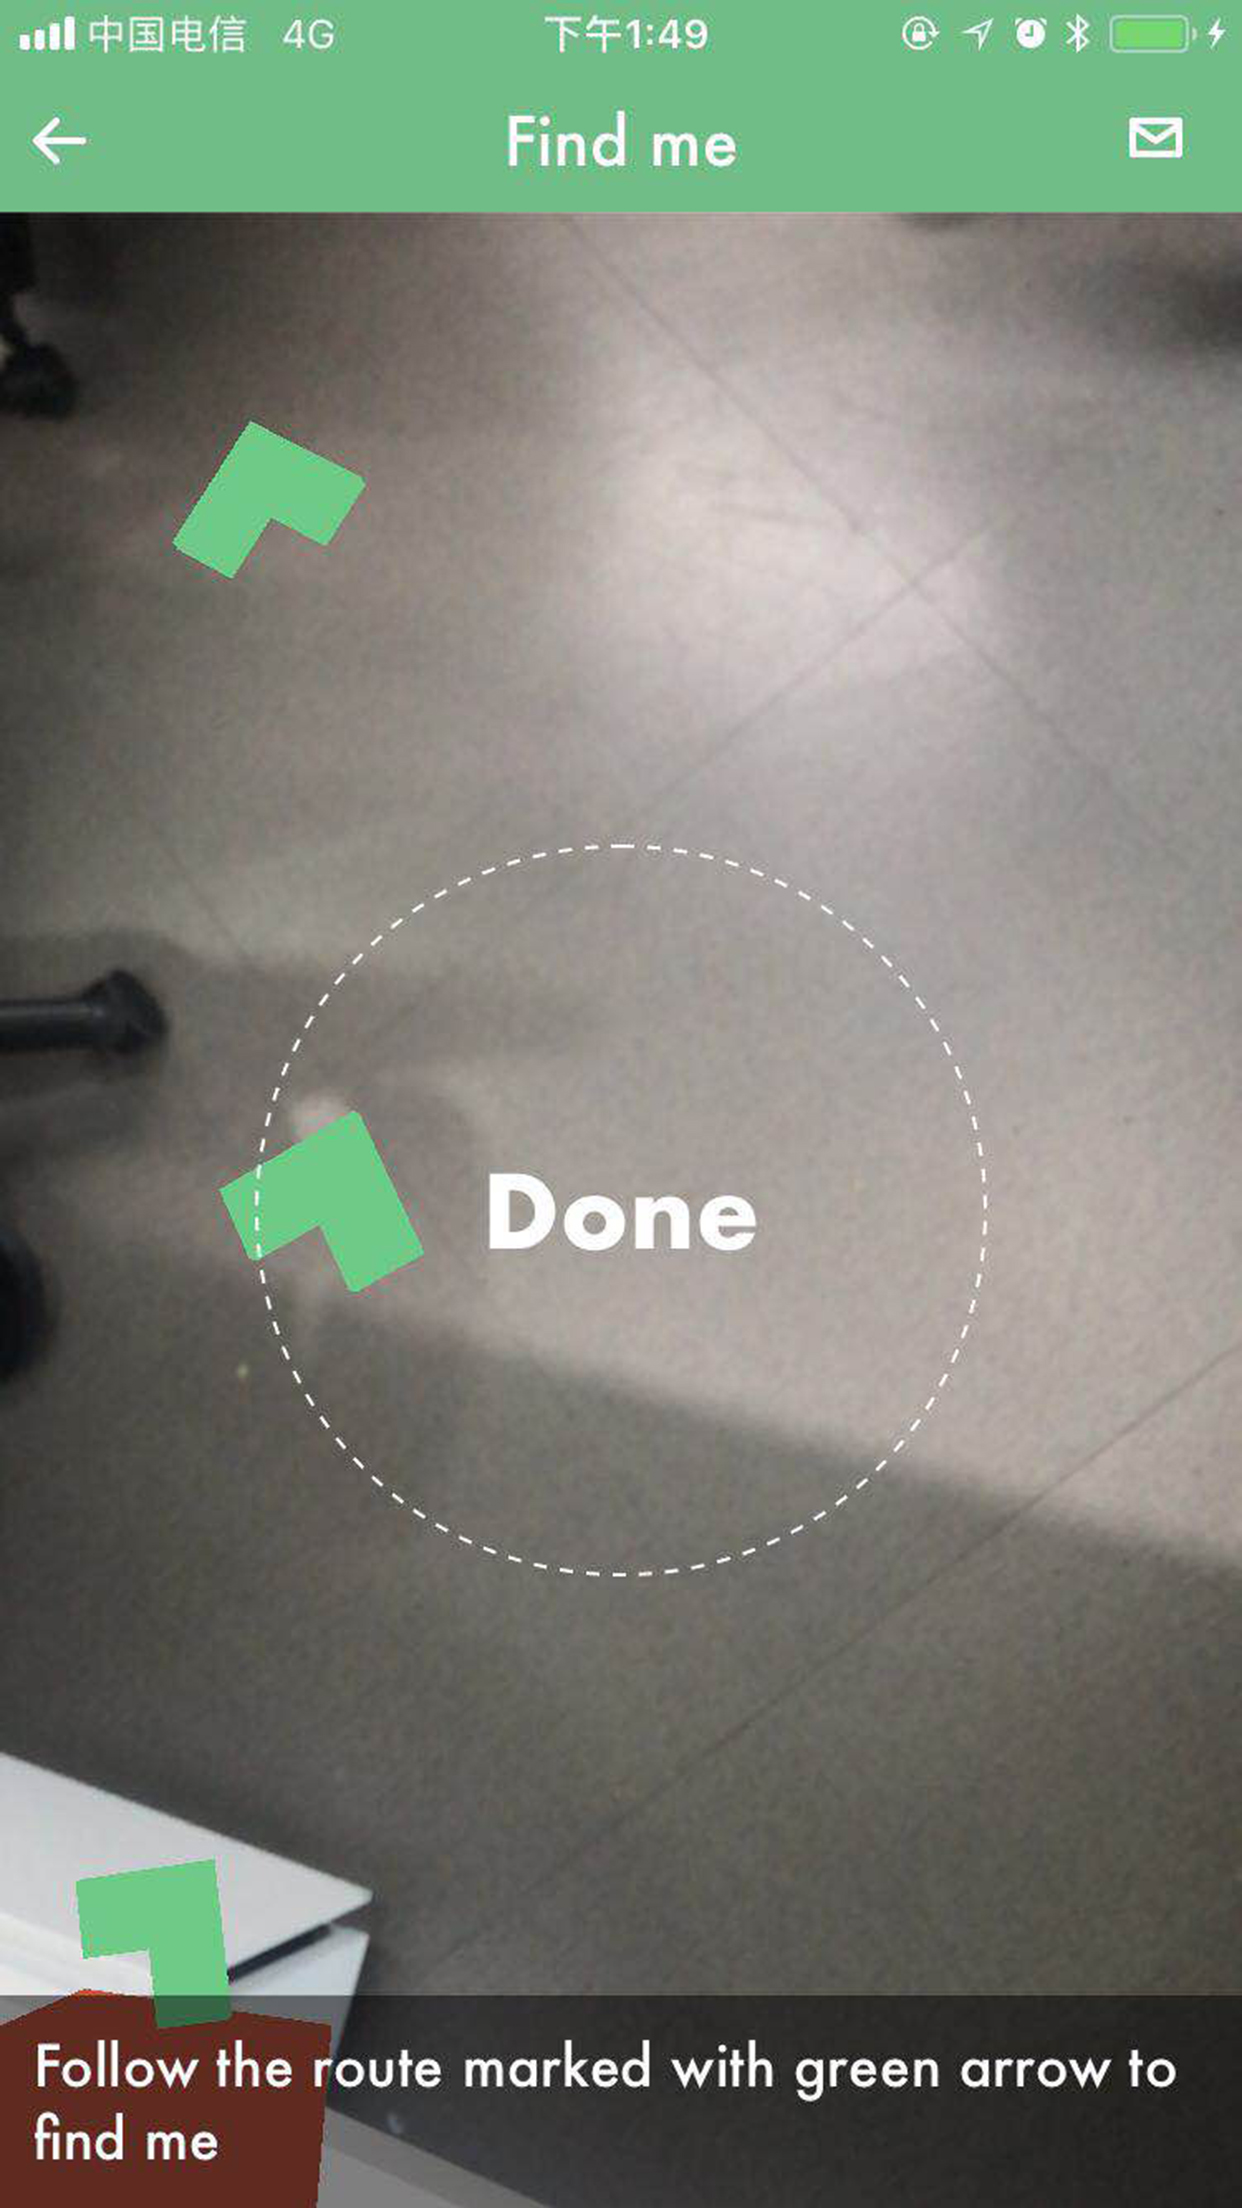 中国电信 4G 下午1:49
Find me
Done
Follow the route marked with green arrow to
find me